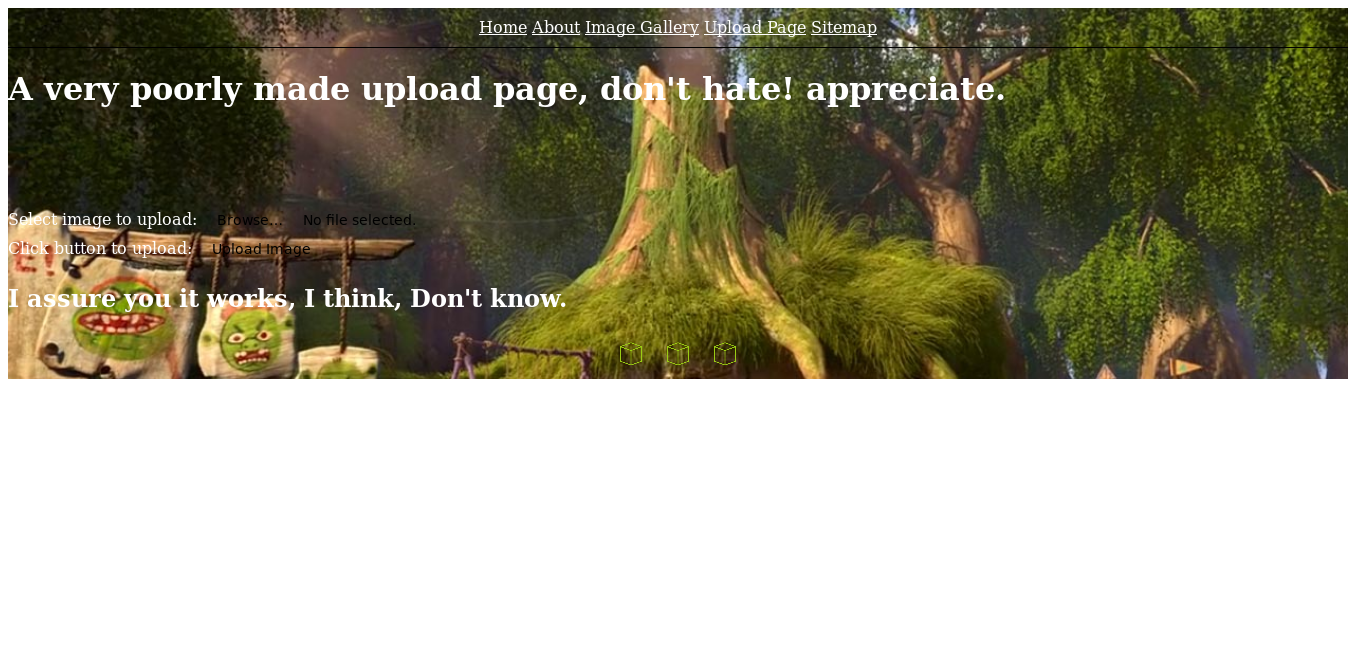 Home About Image Gallery Upload Page Sitemap
A very poorly made upload page, don't hate! appreciate.
Select image to upload: Browse... No file selected.
Click button to upload: Upload Image
I assure you it works, I think, Don't know.